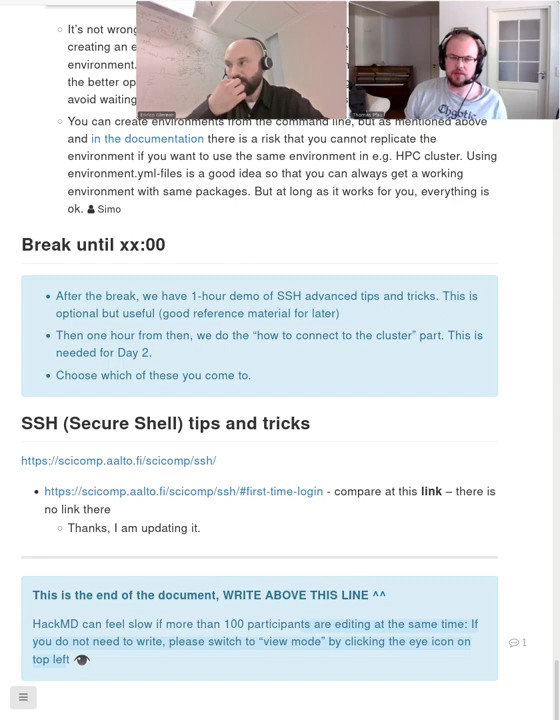 It's not wrong
creating an e
environment.
the better op
avoid waiting
You can create environments from the command line, but as mentioned above
and in the documentation there is a risk that you cannot replicate the
environment if you want to use the same environment in e.g. HPC cluster. Using
environment.yml-files is a good idea so that you can always get a working
environment with same packages. But at long as it works for you, everything is
ok. Simo
Break until xx:00
After the break, we have 1-hour demo of SSH advanced tips and tricks. This is
optional but useful (good reference material for later)
Then one hour from then, we do the “how to connect to the cluster” part. This is
needed for Day 2.
Choose which of these you come to.
SSH (Secure Shell) tips and tricks
https://scicomp.aalto.fi/scicomp/ssh/
https://scicomp.aalto.fi/scicomp/ssh/#first-time-login - compare at this link – there is
no link there
Thanks, I am updating it.
This is the end of the document, WRITE ABOVE THIS LINE ^^
HackMD can feel slow if more than 100 participants are editing at the same time: If
you do not need to write, please switch to “view mode” by clicking the eye icon on
top left
1